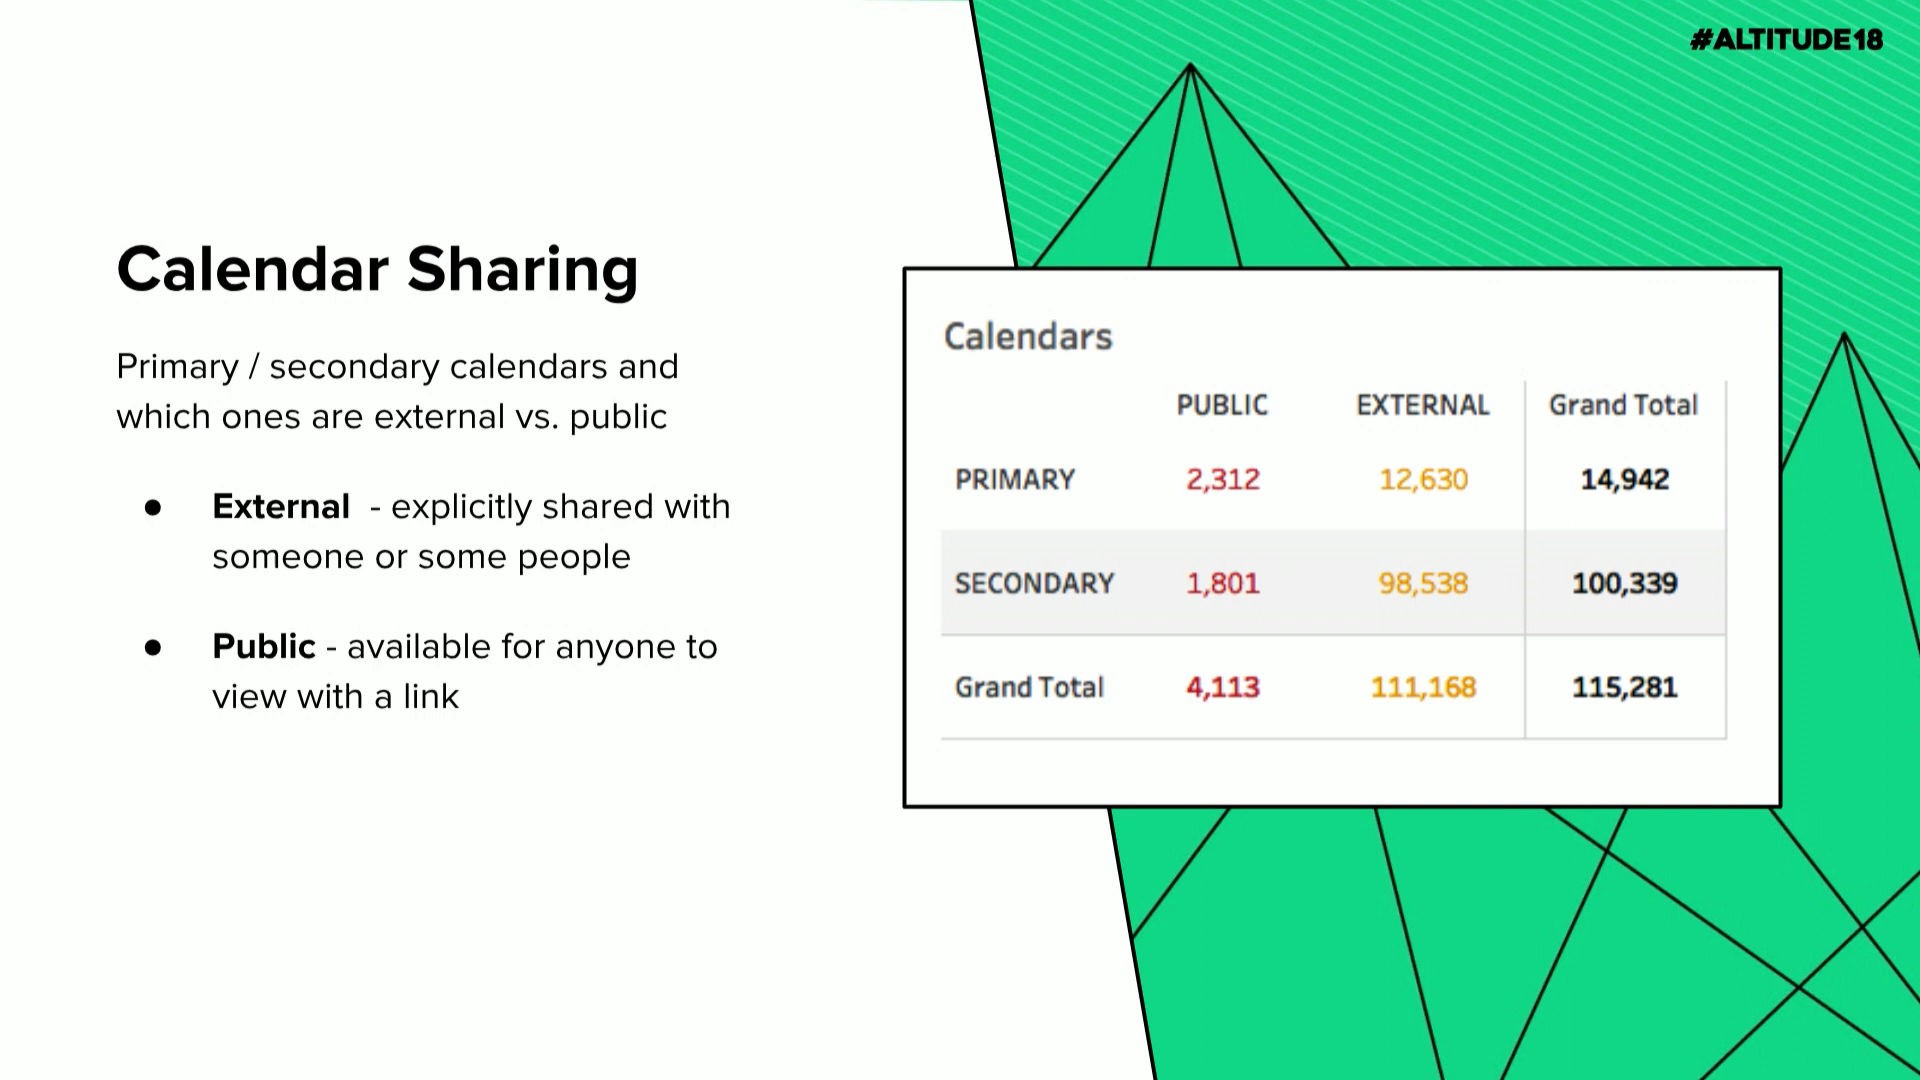 #ALTITUDE18
Calendar Sharing
Primary / secondary calendars and
which ones are external vs. public
● External - explicitly shared with
someone or some people
● Public - available for anyone to
view with a link
Calendars
PUBLIC EXTERNAL Grand Total
PRIMARY 2,312 12,630 14,942
SECONDARY 1,801 98,538 100,339
Grand Total 4,113 111,168 115,281